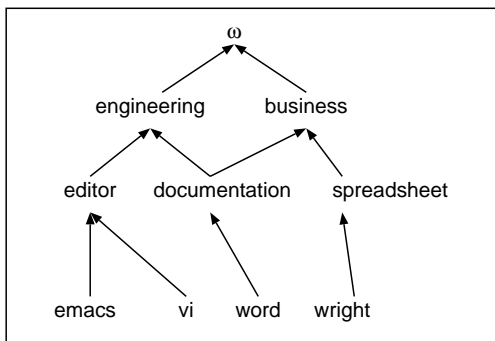 ω
engineering business
editor documentation spreadsheet
emacs vi word wright